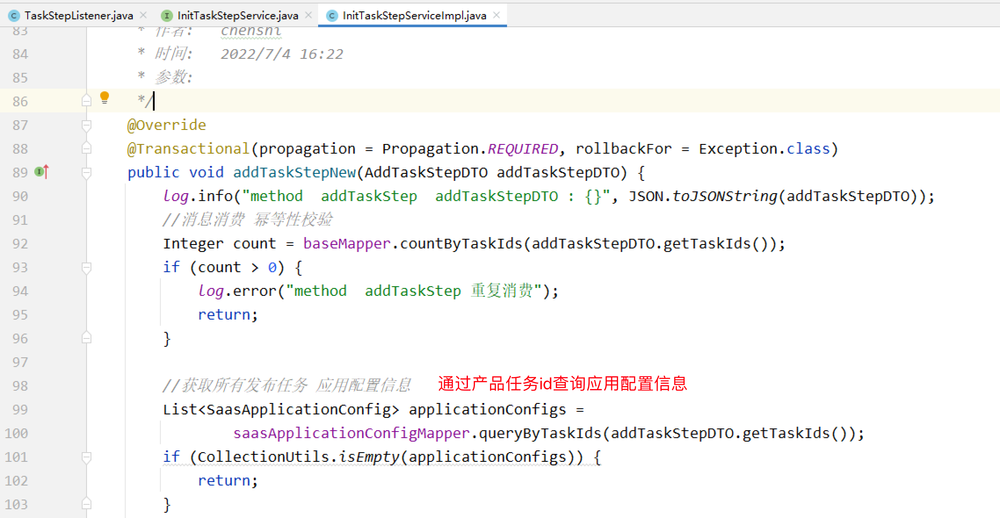 TaskStepListener.java InitTaskStepService.java InitTaskStepServiceImpl.java
83 * 作者: chenshi
84 * 时间: 2022/7/4 16:22
85 * 参数:
86 */
87 @Override
88 @Transactional(propagation = Propagation.REQUIRED, rollbackFor = Exception.class)
89 public void addTaskStepNew(AddTaskStepDTO addTaskStepDTO) {
90 log.info("method  addTaskStep  addTaskStepDTO : {}", JSON.toJSONString(addTaskStepDTO));
91 //消息消费 幂等性校验
92 Integer count = baseMapper.countByTaskIds(addTaskStepDTO.getTaskIds());
93 if (count > 0) {
94 log.error("method  addTaskStep 重复消费");
95 return;
96 }
97
98 //获取所有发布任务 应用配置信息 通过产品任务id查询应用配置信息
99 List<SaasApplicationConfig> applicationConfigs =
100 saasApplicationConfigMapper.queryByTaskIds(addTaskStepDTO.getTaskIds());
101 if (CollectionUtils.isEmpty(applicationConfigs)) {
102 return;
103 }